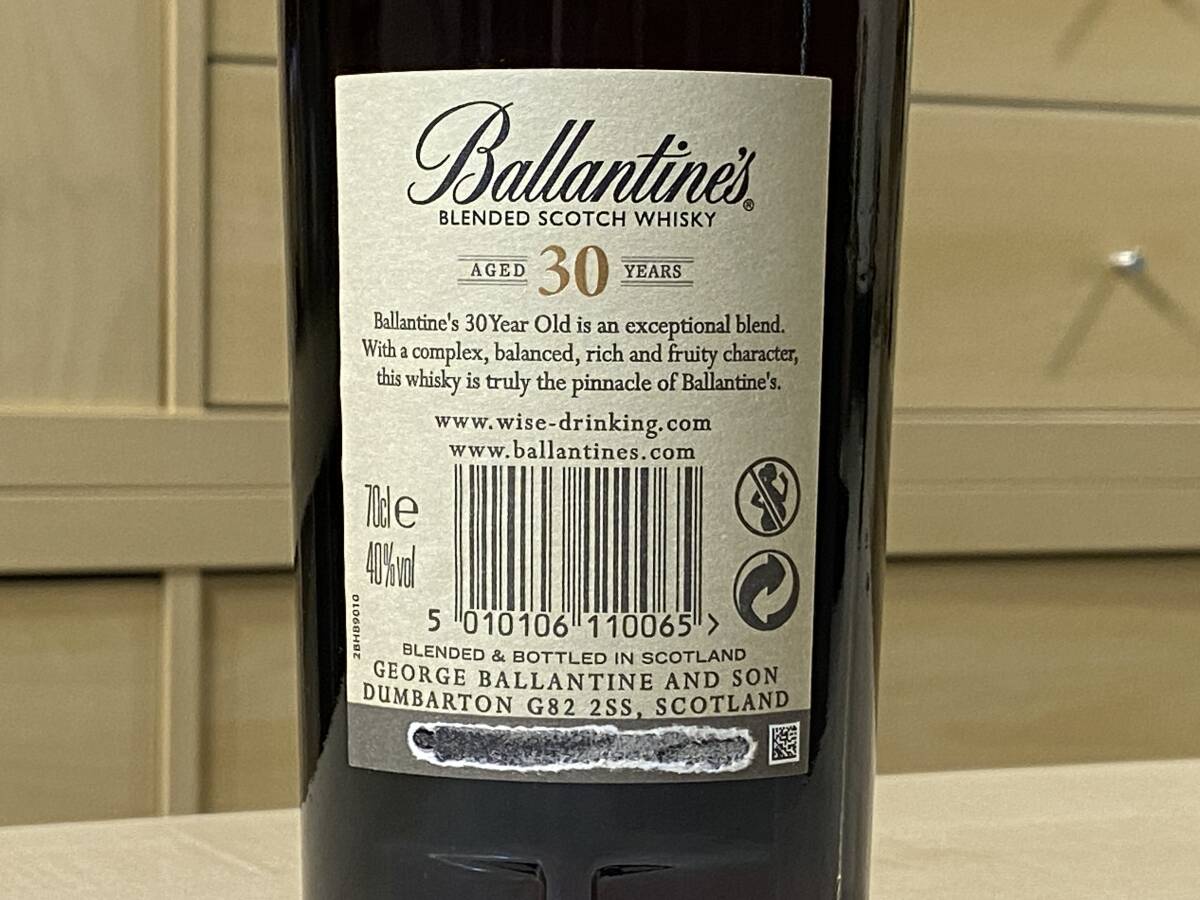 Ballantine's®
BLENDED SCOTCH WHISKY
AGED 30 YEARS
Ballantine's 30 Year Old is an exceptional blend.
With a complex, balanced, rich and fruity character,
this whisky is truly the pinnacle of Ballantine's.
www.wise-drinking.com
www.ballantines.com
70cl e
40%vol
2BHB9010
5 010106 110065 >
BLENDED & BOTTLED IN SCOTLAND
GEORGE BALLANTINE AND SON
DUMBARTON G82 2SS, SCOTLAND